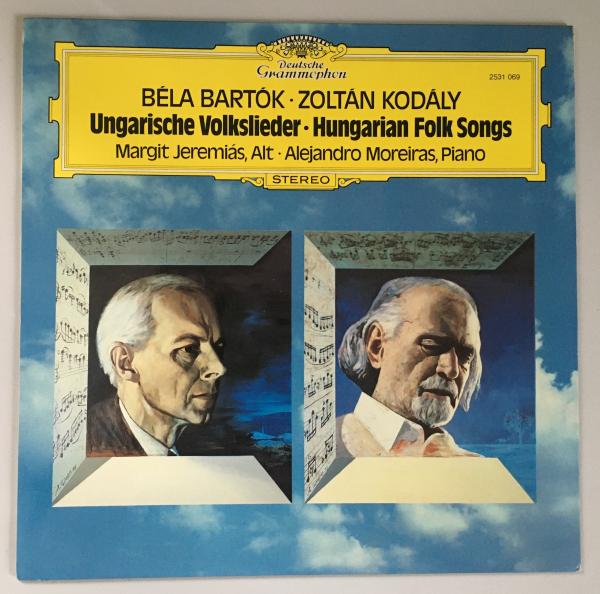 Deutsche
Grammophon
2531 069
BÉLA BARTÓK · ZOLTÁN KODÁLY
Ungarische Volkslieder · Hungarian Folk Songs
Margit Jeremiás, Alt · Alejandro Moreiras, Piano
STEREO